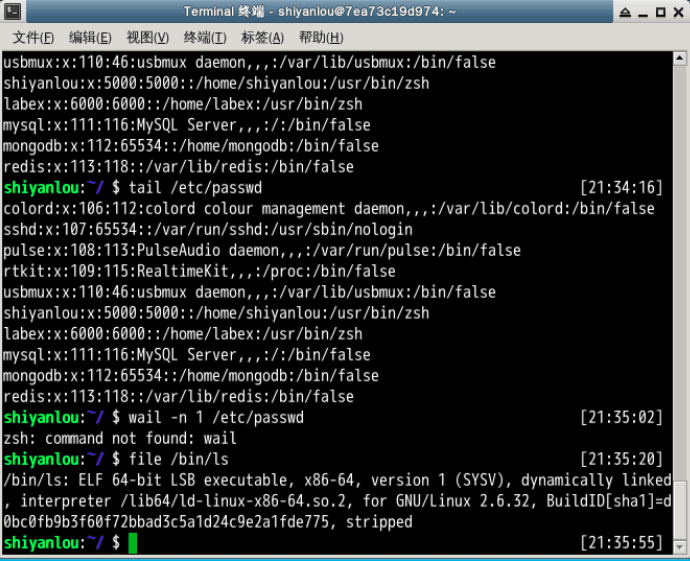 Terminal 终端 - shiyanlou@7ea73c19d974: ~
文件(F) 编辑(E) 视图(V) 终端(T) 标签(A) 帮助(H)
usbmux:x:110:46:usbmux daemon,,,:/var/lib/usbmux:/bin/false
shiyanlou:x:5000:5000::/home/shiyanlou:/usr/bin/zsh
labex:x:6000:6000::/home/labex:/usr/bin/zsh
mysql:x:111:116:MySQL Server,,,:/:/bin/false
mongodb:x:112:65534::/home/mongodb:/bin/false
redis:x:113:118::/var/lib/redis:/bin/false
shiyanlou:~/ $ tail /etc/passwd [21:34:16]
colord:x:106:112:colord colour management daemon,,,:/var/lib/colord:/bin/false
sshd:x:107:65534::/var/run/sshd:/usr/sbin/nologin
pulse:x:108:113:PulseAudio daemon,,,:/var/run/pulse:/bin/false
rtkit:x:109:115:RealtimeKit,,,:/proc:/bin/false
usbmux:x:110:46:usbmux daemon,,,:/var/lib/usbmux:/bin/false
shiyanlou:x:5000:5000::/home/shiyanlou:/usr/bin/zsh
labex:x:6000:6000::/home/labex:/usr/bin/zsh
mysql:x:111:116:MySQL Server,,,:/:/bin/false
mongodb:x:112:65534::/home/mongodb:/bin/false
redis:x:113:118::/var/lib/redis:/bin/false
shiyanlou:~/ $ wail -n 1 /etc/passwd [21:35:02]
zsh: command not found: wail
shiyanlou:~/ $ file /bin/ls [21:35:20]
/bin/ls: ELF 64-bit LSB executable, x86-64, version 1 (SYSV), dynamically linked
, interpreter /lib64/ld-linux-x86-64.so.2, for GNU/Linux 2.6.32, BuildID[sha1]=d
0bc0fb9b3f60f72bbad3c5a1d24c9e2a1fde775, stripped
shiyanlou:~/ $ [21:35:55]